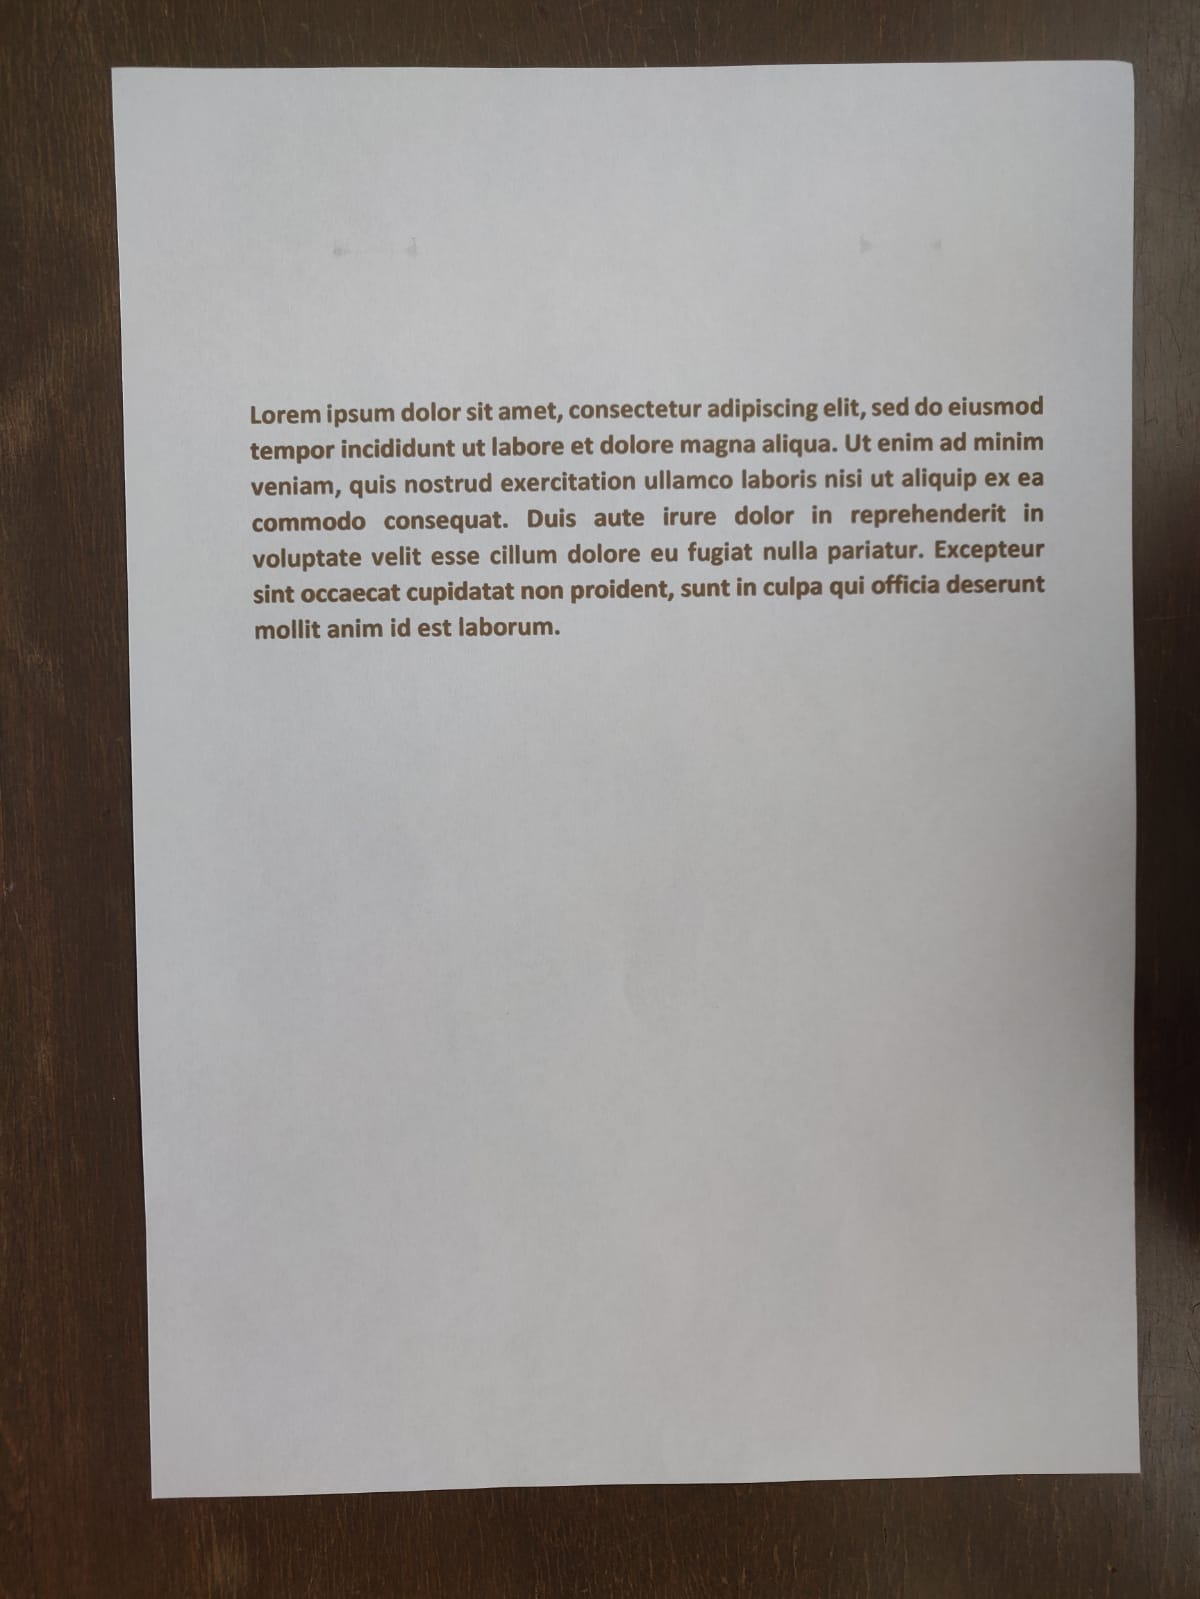 Lorem ipsum dolor sit amet, consectetur adipiscing elit, sed do eiusmod
tempor incididunt ut labore et dolore magna aliqua. Ut enim ad minim
veniam, quis nostrud exercitation ullamco laboris nisi ut aliquip ex ea
commodo consequat. Duis aute irure dolor in reprehenderit in
voluptate velit esse cillum dolore eu fugiat nulla pariatur. Excepteur
sint occaecat cupidatat non proident, sunt in culpa qui officia deserunt
mollit anim id est laborum.